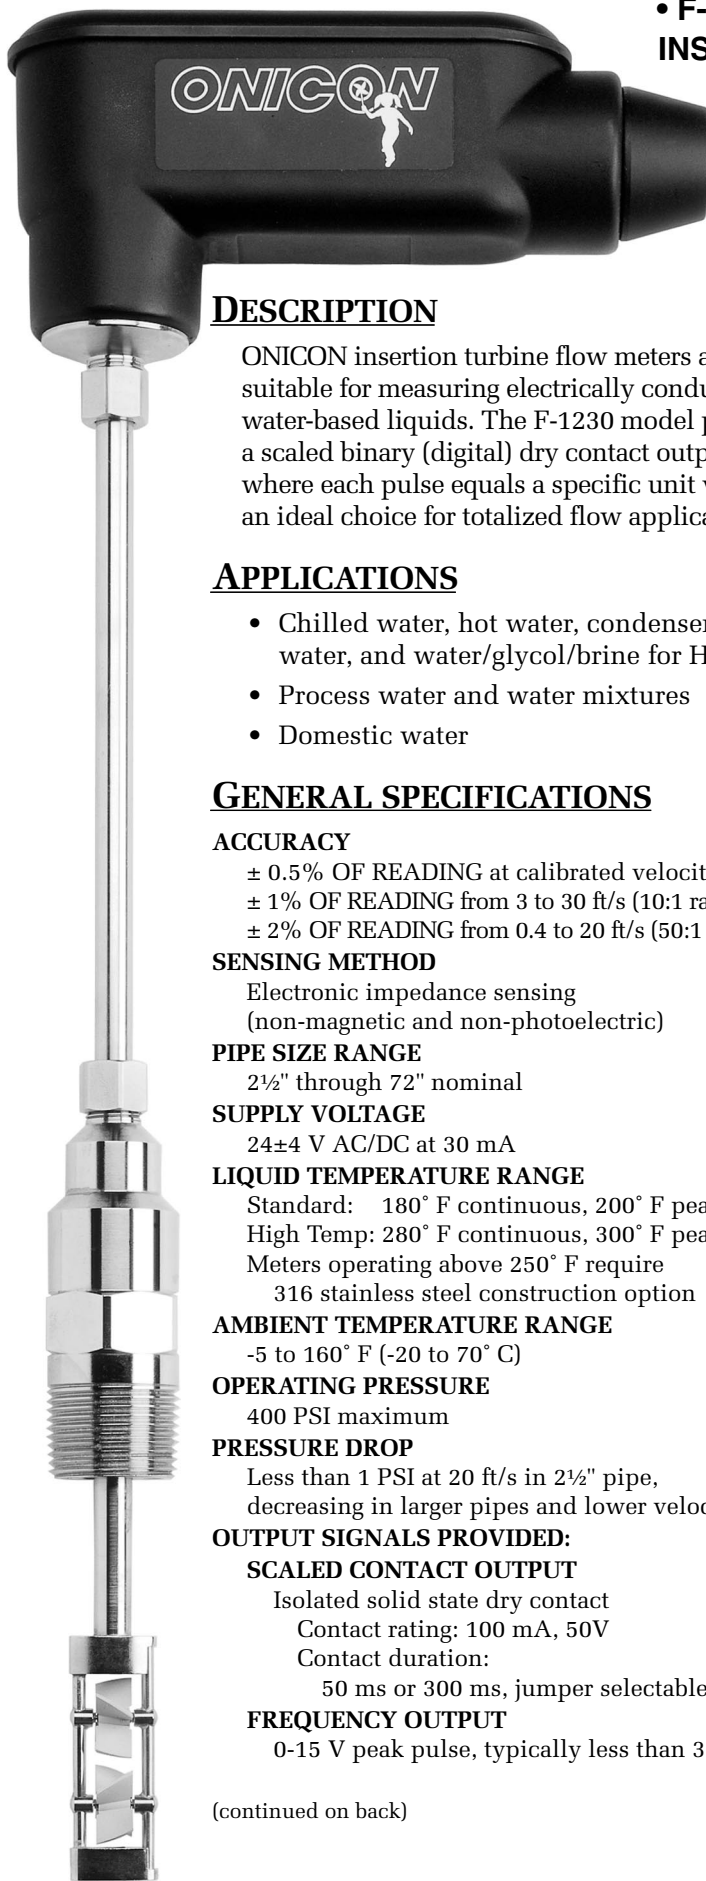 • F-
INS
ONICON
DESCRIPTION
ONICON insertion turbine flow meters a
suitable for measuring electrically condu
water-based liquids. The F-1230 model p
a scaled binary (digital) dry contact outp
where each pulse equals a specific unit v
an ideal choice for totalized flow applica
APPLICATIONS
• Chilled water, hot water, condenser
water, and water/glycol/brine for H
• Process water and water mixtures
• Domestic water
GENERAL SPECIFICATIONS
ACCURACY
± 0.5% OF READING at calibrated velocit
± 1% OF READING from 3 to 30 ft/s (10:1 ra
± 2% OF READING from 0.4 to 20 ft/s (50:1
SENSING METHOD
Electronic impedance sensing
(non-magnetic and non-photoelectric)
PIPE SIZE RANGE
2½" through 72" nominal
SUPPLY VOLTAGE
24±4 V AC/DC at 30 mA
LIQUID TEMPERATURE RANGE
Standard: 180˚ F continuous, 200˚ F pea
High Temp: 280˚ F continuous, 300˚ F pea
Meters operating above 250˚ F require
316 stainless steel construction option
AMBIENT TEMPERATURE RANGE
-5 to 160˚ F (-20 to 70˚ C)
OPERATING PRESSURE
400 PSI maximum
PRESSURE DROP
Less than 1 PSI at 20 ft/s in 2½" pipe,
decreasing in larger pipes and lower veloc
OUTPUT SIGNALS PROVIDED:
SCALED CONTACT OUTPUT
Isolated solid state dry contact
Contact rating: 100 mA, 50V
Contact duration:
50 ms or 300 ms, jumper selectable
FREQUENCY OUTPUT
0-15 V peak pulse, typically less than 3
(continued on back)